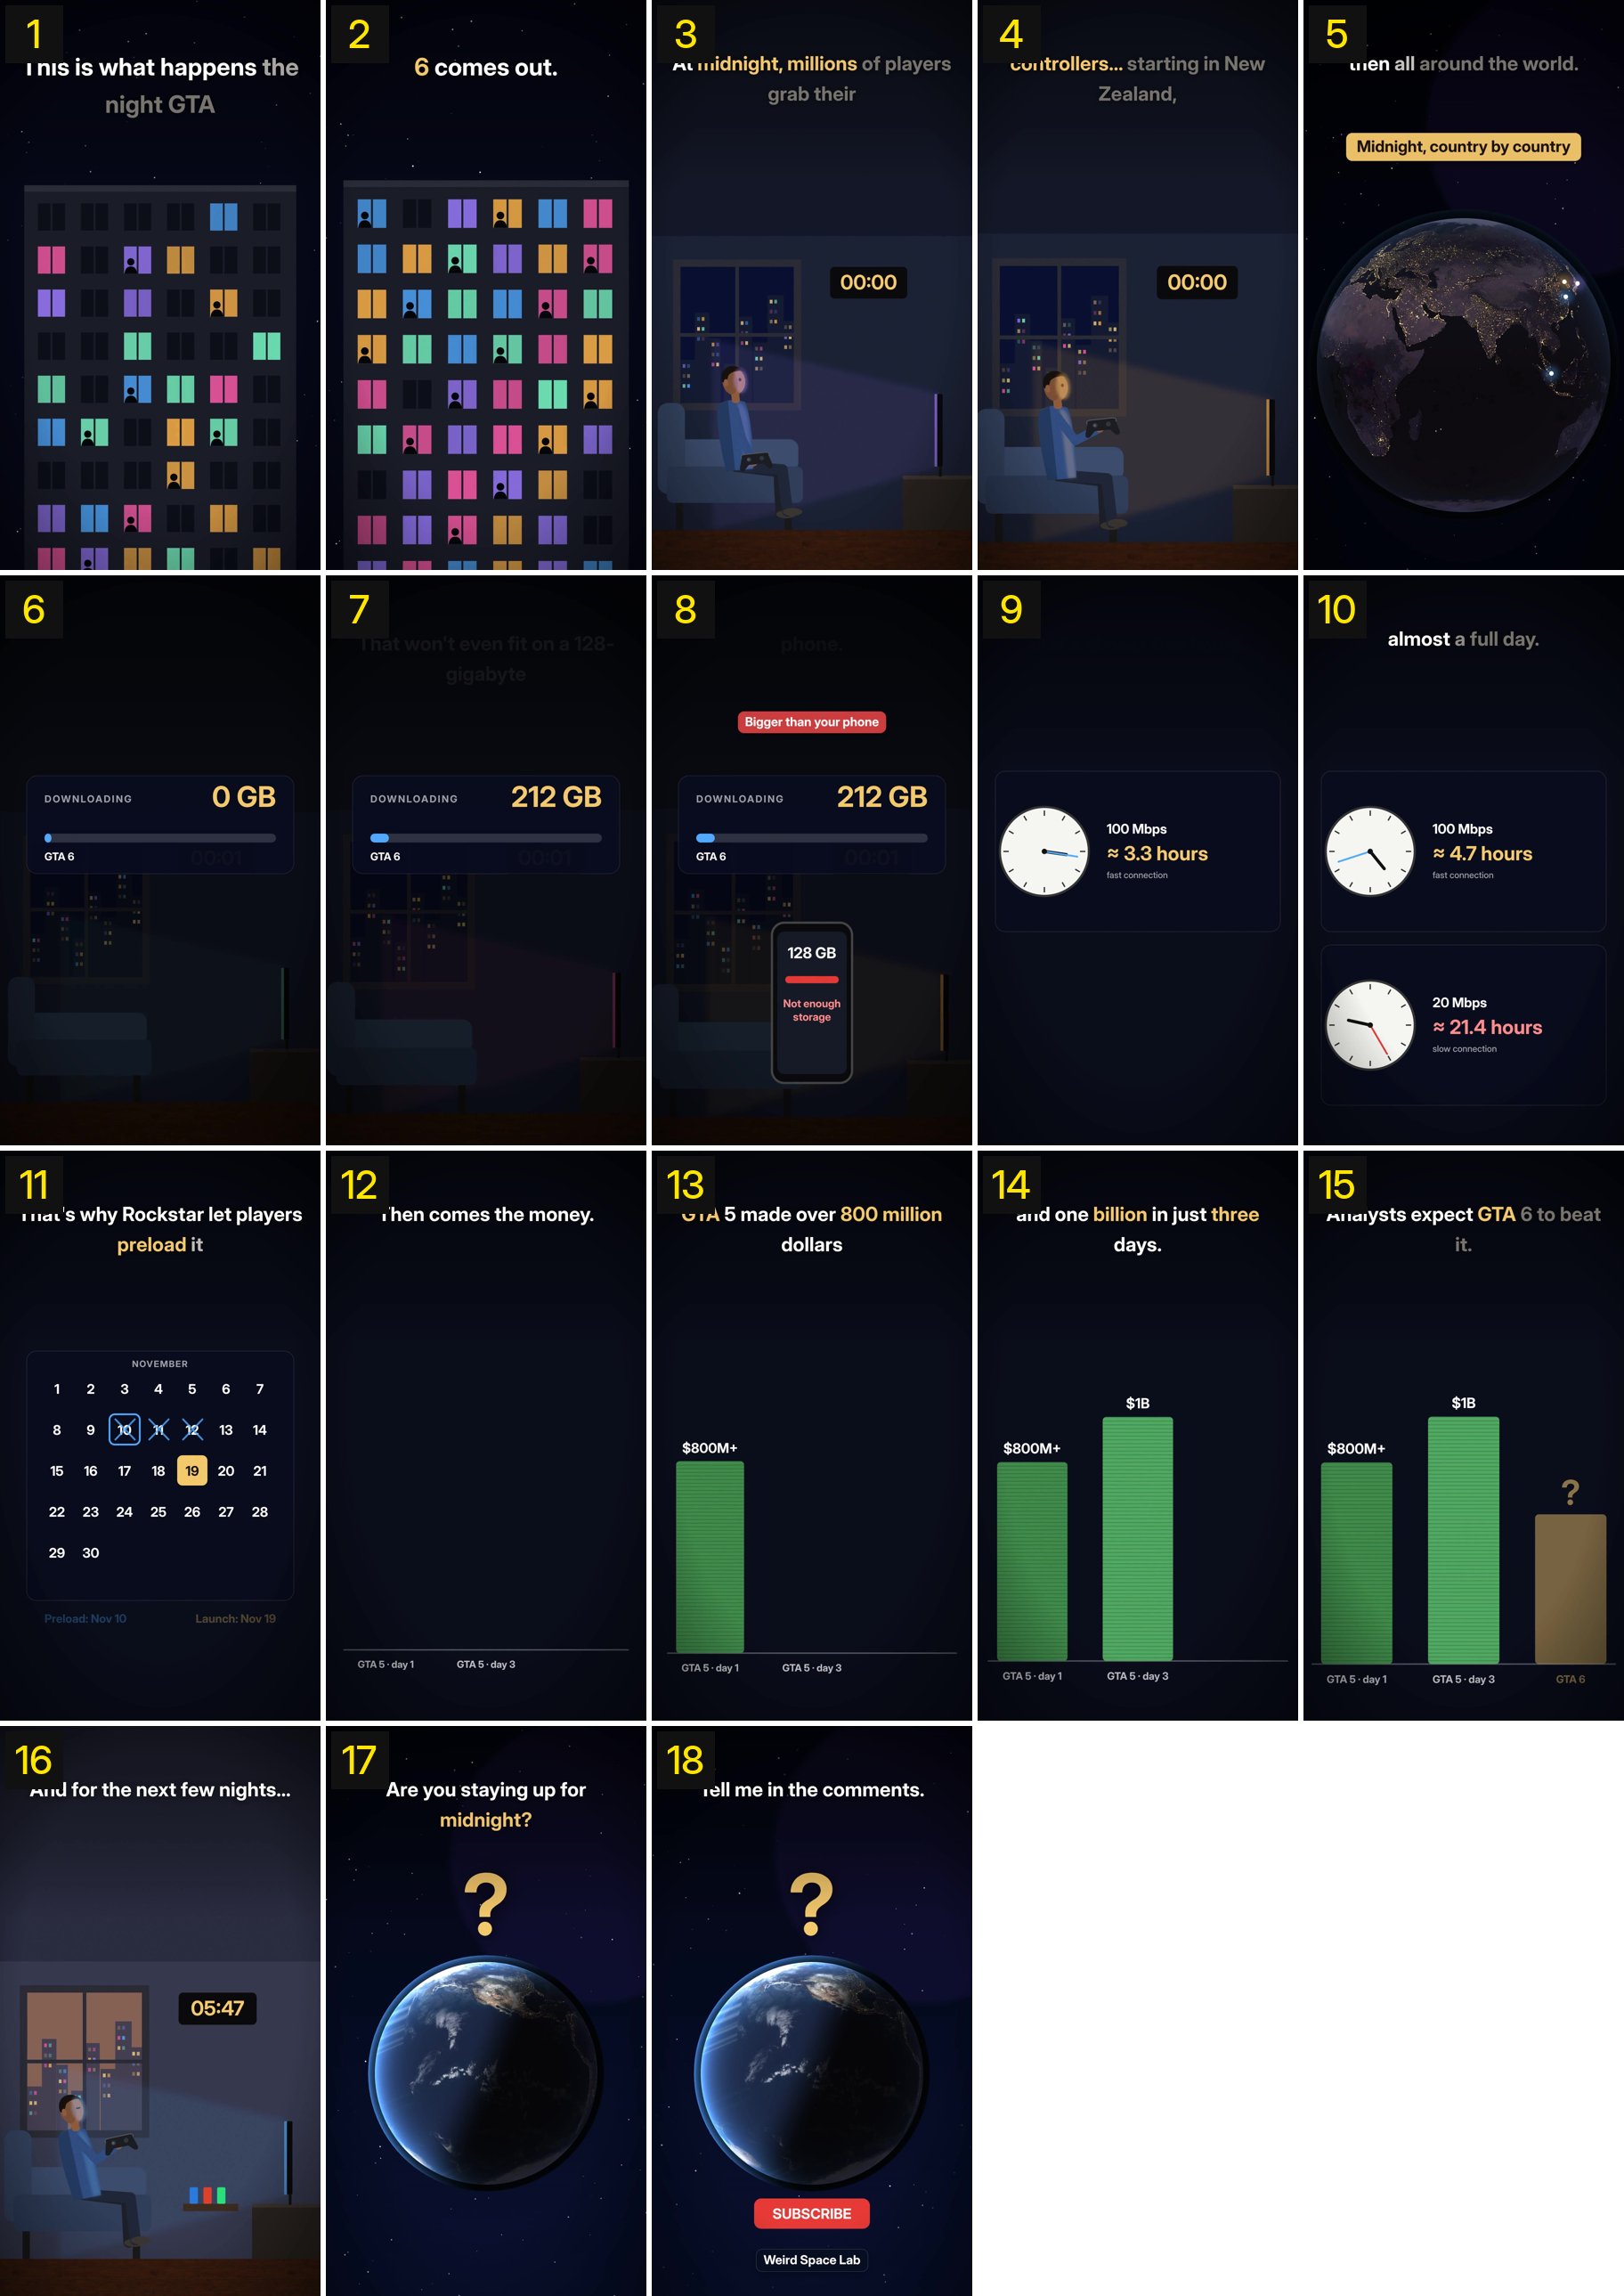 1
This is what happens the
night GTA
2
6 comes out.
3
At midnight, millions of players
grab their
00:00
4
controllers... starting in New
Zealand,
00:00
5
then all around the world.
Midnight, country by country
6
DOWNLOADING
0 GB
GTA 6
00:01
7
That won't even fit on a 128-
gigabyte
DOWNLOADING
212 GB
GTA 6
00:01
8
phone.
Bigger than your phone
DOWNLOADING
212 GB
GTA 6
00:01
128 GB
Not enough
storage
9
100 Mbps
≈ 3.3 hours
fast connection
10
almost a full day.
100 Mbps
≈ 4.7 hours
fast connection
20 Mbps
≈ 21.4 hours
slow connection
11
That's why Rockstar let players
preload it
NOVEMBER
1 2 3 4 5 6 7
8 9 10 11 12 13 14
15 16 17 18 19 20 21
22 23 24 25 26 27 28
29 30
Preload: Nov 10
Launch: Nov 19
12
Then comes the money.
GTA 5 · day 1
GTA 5 · day 3
13
GTA 5 made over 800 million
dollars
$800M+
GTA 5 · day 1
GTA 5 · day 3
14
and one billion in just three
days.
$1B
$800M+
GTA 5 · day 1
GTA 5 · day 3
15
Analysts expect GTA 6 to beat
it.
$1B
$800M+
?
GTA 5 · day 1
GTA 5 · day 3
GTA 6
16
And for the next few nights...
05:47
17
Are you staying up for
midnight?
?
18
Tell me in the comments.
?
SUBSCRIBE
Weird Space Lab